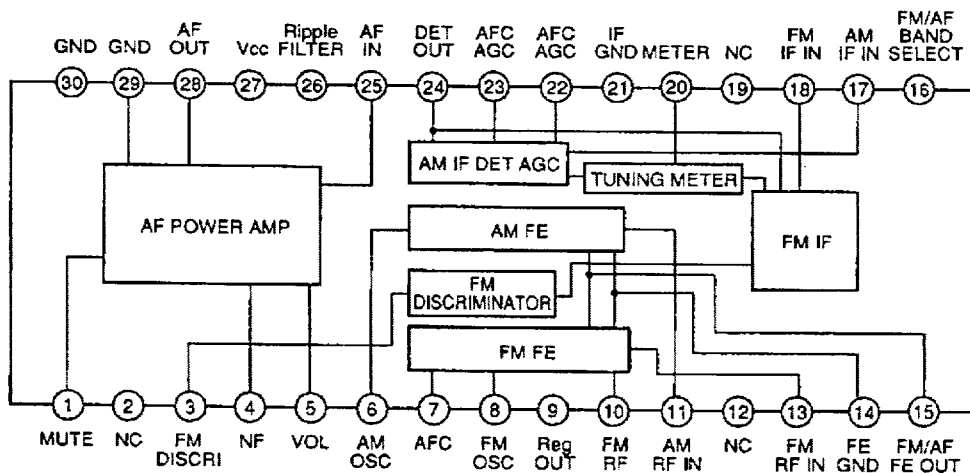 GND GND AF OUT Vcc Ripple FILTER AF IN DET OUT AFC AGC AFC AGC IF GND METER NC FM IF IN AM IF IN FM/AF BAND SELECT
30 29 28 27 26 25 24 23 22 21 20 19 18 17 16
AM IF DET AGC
TUNING METER
AF POWER AMP
AM FE
FM IF
FM DISCRIMINATOR
FM FE
1 2 3 4 5 6 7 8 9 10 11 12 13 14 15
MUTE NC FM DISCRI NF VOL AM OSC AFC FM OSC Reg OUT FM RF AM RF IN NC FM RF IN FE GND FM/AF FE OUT